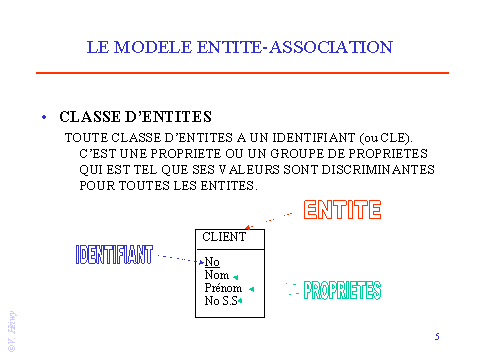 LE MODELE ENTITE-ASSOCIATION
• CLASSE D'ENTITES
TOUTE CLASSE D'ENTITES A UN IDENTIFIANT (ou CLE).
C'EST UNE PROPRIETE OU UN GROUPE DE PROPRIETES
QUI EST TEL QUE SES VALEURS SONT DISCRIMINANTES
POUR TOUTES LES ENTITES.
ENTITE
CLIENT
IDENTIFIANT
No
Nom
Prénom
No S.S
PROPRIETES
5